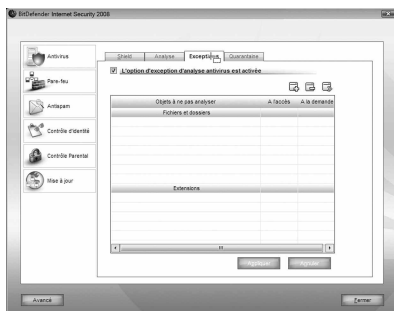 BitDefender Internet Security 2008
Antivirus
Pare-feu
Antispam
Contrôle d'identité
Contrôle Parental
Mise à jour
Shield Analyse Exceptions Quarantaine
L'option d'exception d'analyse antivirus est activée
Objets à ne pas analyser A l'accès A la demande
Fichiers et dossiers
Extensions
Appliquer
Avancé
Fermer